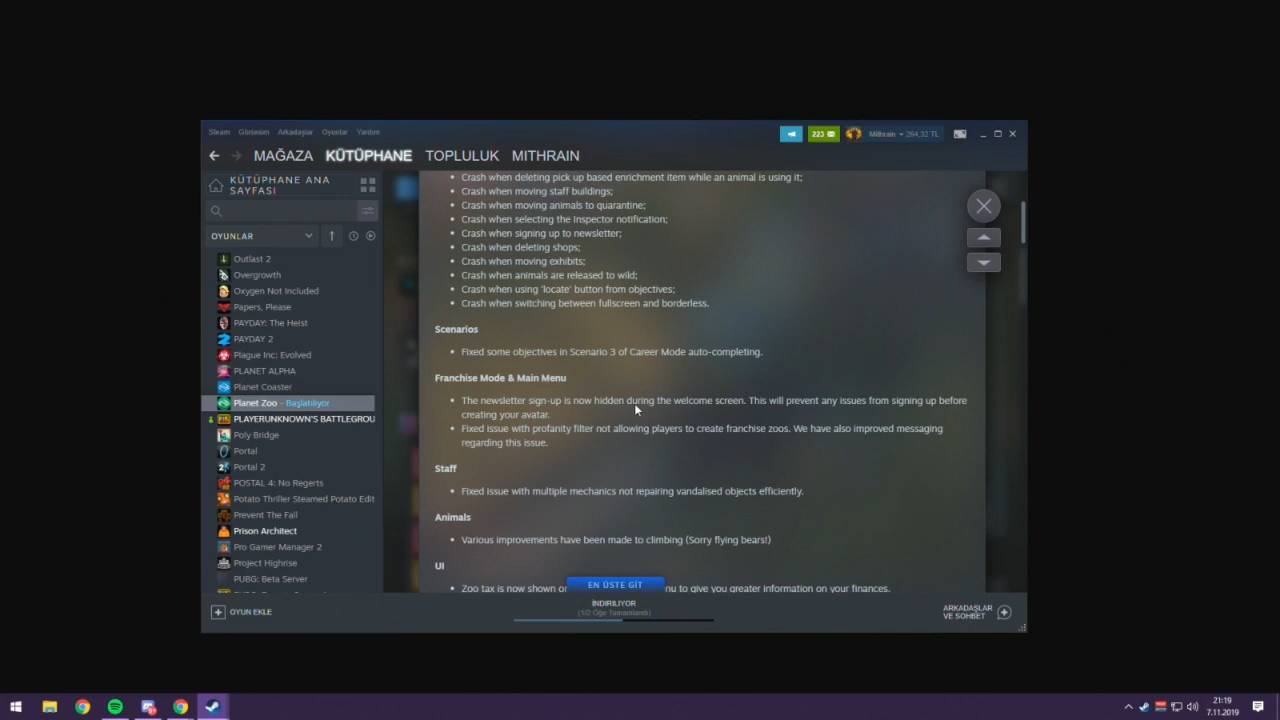 Steam Görünüm Arkadaşlar Oyunlar Yardım
223
Mithrain 264,32 TL
MAĞAZA KÜTÜPHANE TOPLULUK MITHRAIN
KÜTÜPHANE ANA
SAYFASI
OYUNLAR
Outlast 2
Overgrowth
Oxygen Not Included
Papers, Please
PAYDAY: The Heist
PAYDAY 2
Plague Inc: Evolved
PLANET ALPHA
Planet Coaster
Planet Zoo - Başlatılıyor
PLAYERUNKNOWN'S BATTLEGROU
Poly Bridge
Portal
Portal 2
POSTAL 4: No Regerts
Potato Thriller Steamed Potato Edit
Prevent The Fall
Prison Architect
Pro Gamer Manager 2
Project Highrise
PUBG: Beta Server
OYUN EKLE
• Crash when deleting pick up based enrichment item while an animal is using it;
• Crash when moving staff buildings;
• Crash when moving animals to quarantine;
• Crash when selecting the Inspector notification;
• Crash when signing up to newsletter;
• Crash when deleting shops;
• Crash when moving exhibits;
• Crash when animals are released to wild;
• Crash when using 'locate' button from objectives;
• Crash when switching between fullscreen and borderless.
Scenarios
• Fixed some objectives in Scenario 3 of Career Mode auto-completing.
Franchise Mode & Main Menu
• The newsletter sign-up is now hidden during the welcome screen. This will prevent any issues from signing up before
creating your avatar.
• Fixed issue with profanity filter not allowing players to create franchise zoos. We have also improved messaging
regarding this issue.
Staff
• Fixed issue with multiple mechanics not repairing vandalised objects efficiently.
Animals
• Various improvements have been made to climbing (Sorry flying bears!)
UI
• Zoo tax is now shown o nu to give you greater information on your finances.
EN ÜSTE GİT
İNDİRİLİYOR
(1/2 Öğe Tamamlandı)
ARKADAŞLAR
VE SOHBET
21:19
7.11.2019